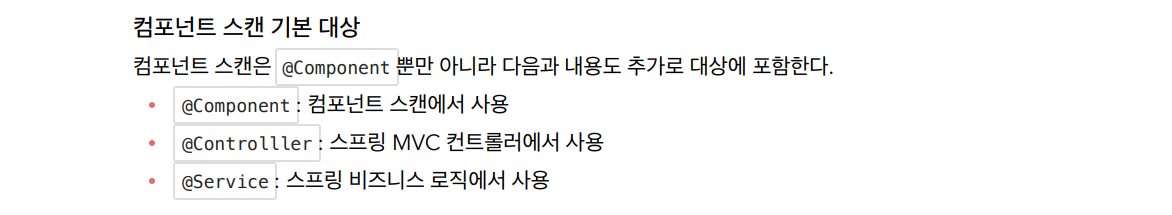 컴포넌트 스캔 기본 대상
컴포넌트 스캔은 @Component 뿐만 아니라 다음과 내용도 추가로 대상에 포함한다.
• @Component : 컴포넌트 스캔에서 사용
• @Controlller : 스프링 MVC 컨트롤러에서 사용
• @Service : 스프링 비즈니스 로직에서 사용